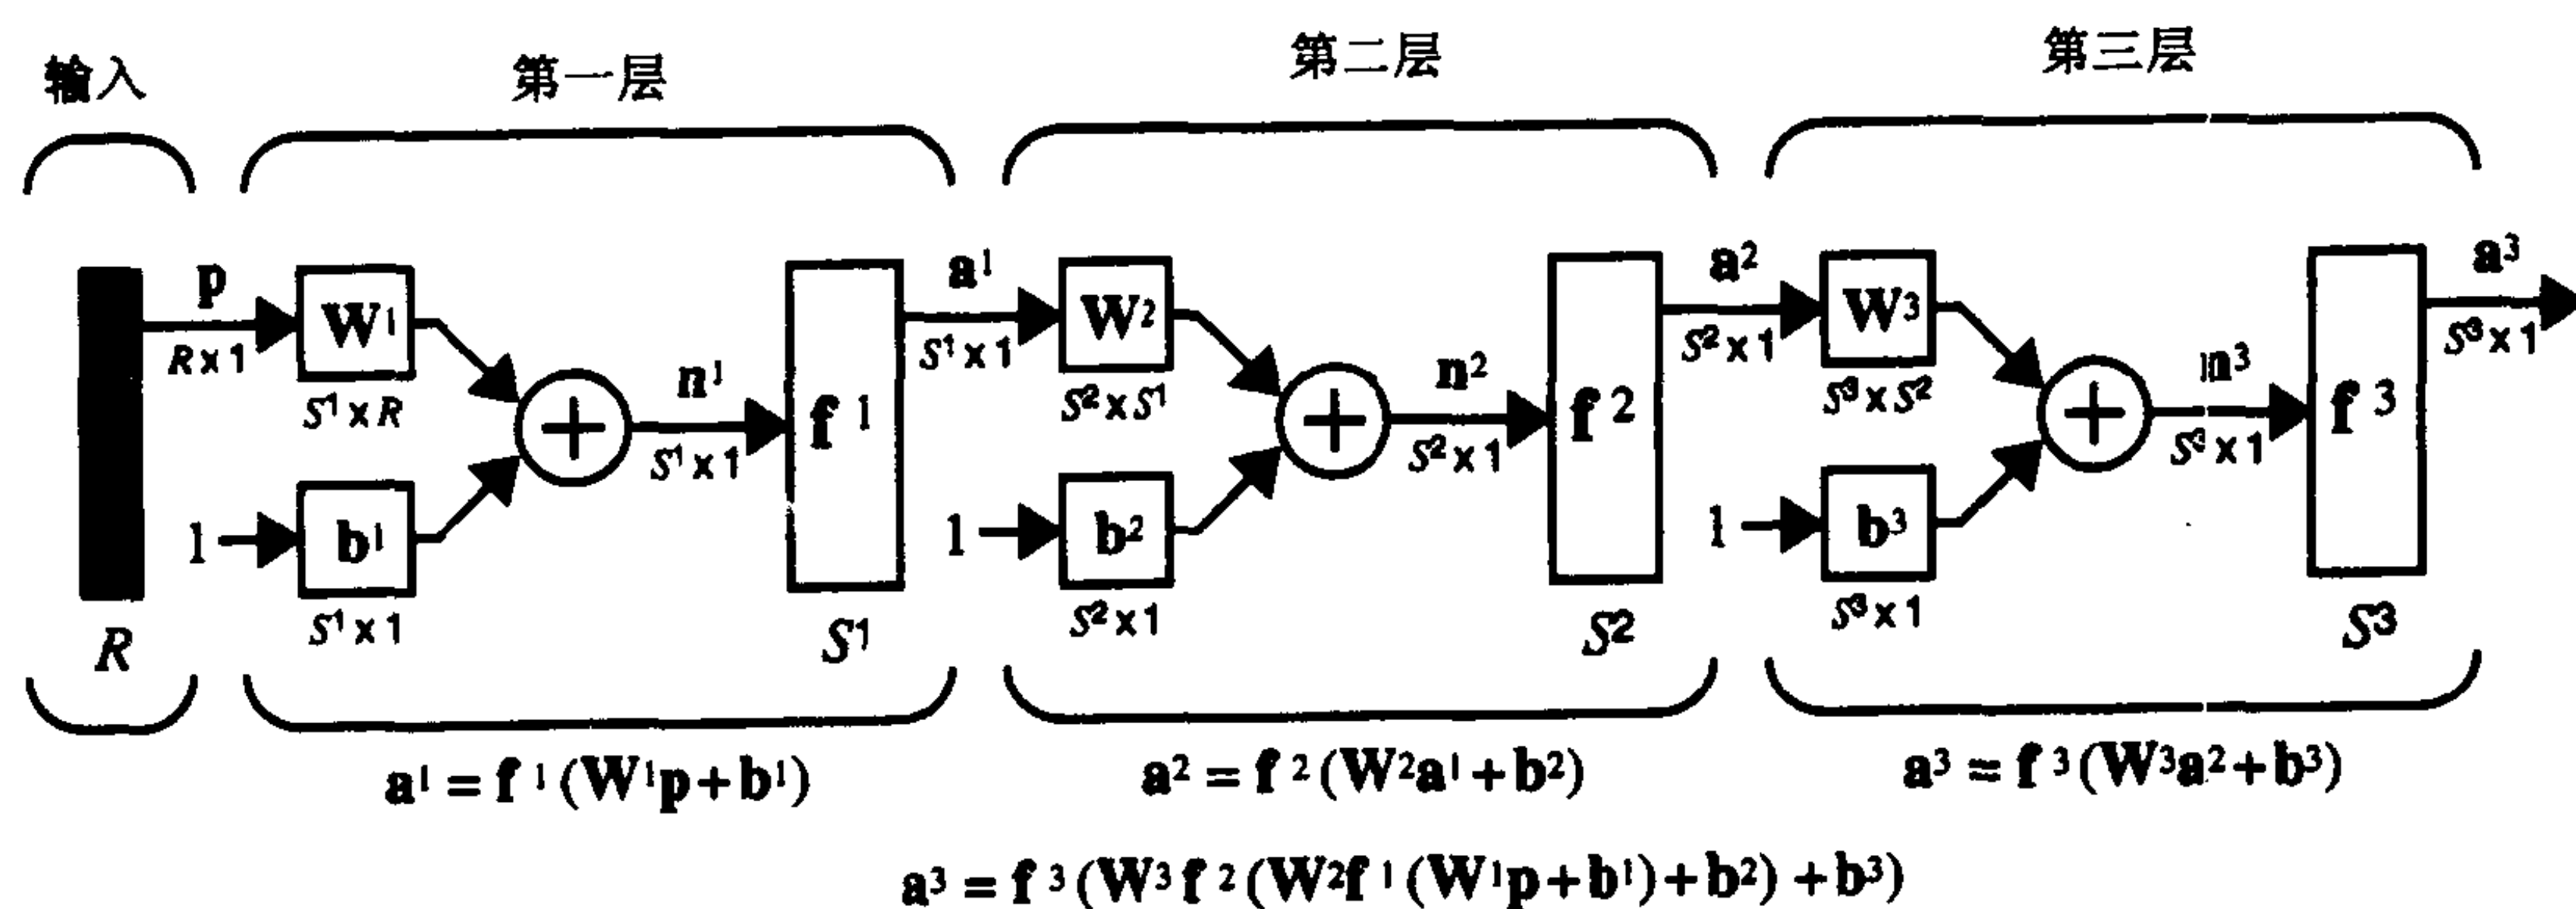 输入 第一层 第二层 第三层
p a¹ a² a³
W¹ W² W³
R x 1 n¹ S¹ x 1 n² S² x 1 n³ S³ x 1
S¹ x R f ¹ S² x S¹ f ² S³ x S² f ³
S¹ x 1 S² x 1 S³ x 1
1 b¹ 1 b² 1 b³
S¹ x 1 S² x 1 S³ x 1
R S¹ S² S³
a¹ = f ¹ (W¹p + b¹) a² = f ² (W²a¹ + b²) a³ = f ³ (W³a² + b³)
a³ = f ³ (W³ f ² (W²f ¹ (W¹p + b¹) + b²) + b³)